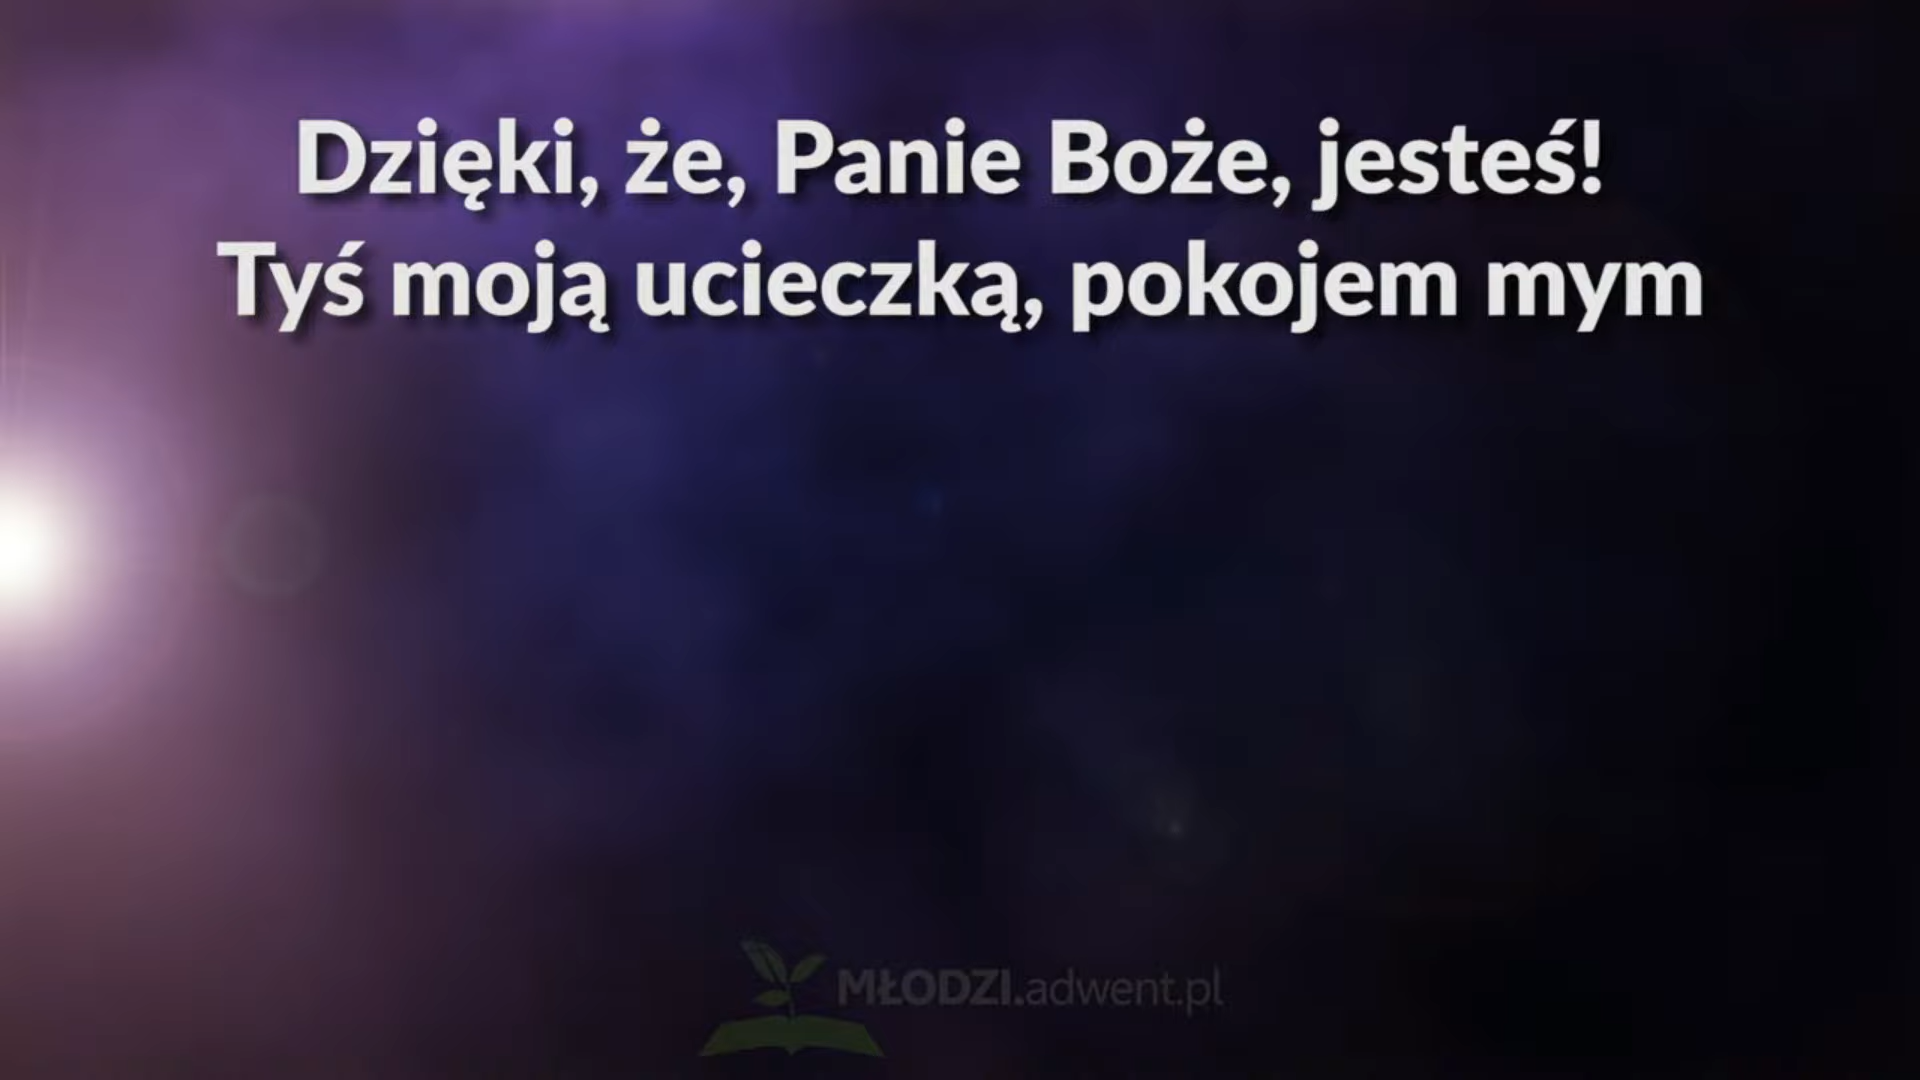 Dzięki, że, Panie Boże, jesteś!
Tyś moją ucieczką, pokojem mym
MŁODZI.adwent.pl